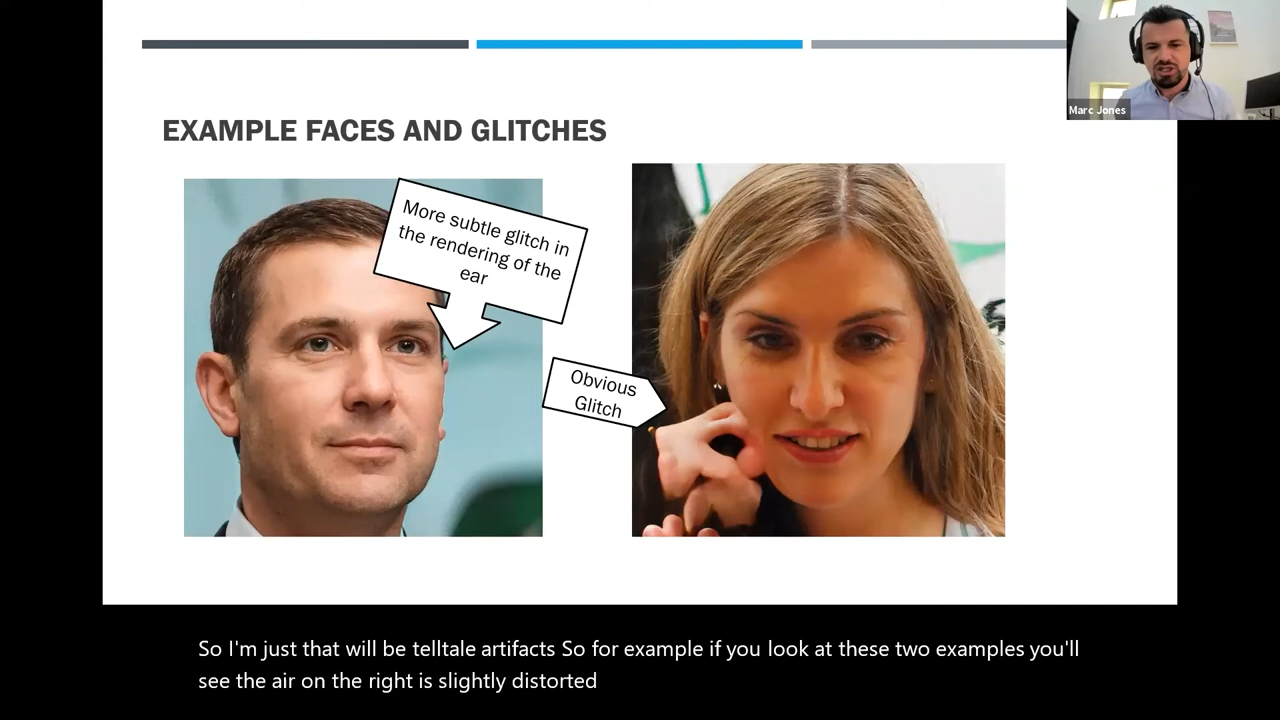 Marc Jones
EXAMPLE FACES AND GLITCHES
More subtle glitch in
the rendering of the
ear
Obvious
Glitch
So I'm just that will be telltale artifacts So for example if you look at these two examples you'll
see the air on the right is slightly distorted